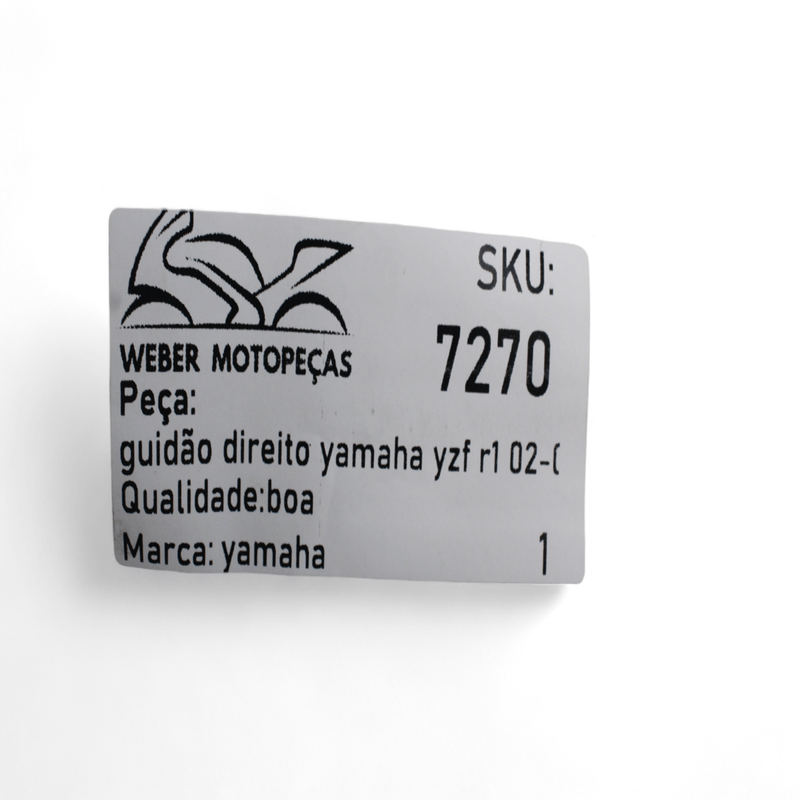 SKU:
7270
WEBER MOTOPEÇAS
Peça:
guidão direito yamaha yzf r1 02-
Qualidade:boa
Marca: yamaha
1